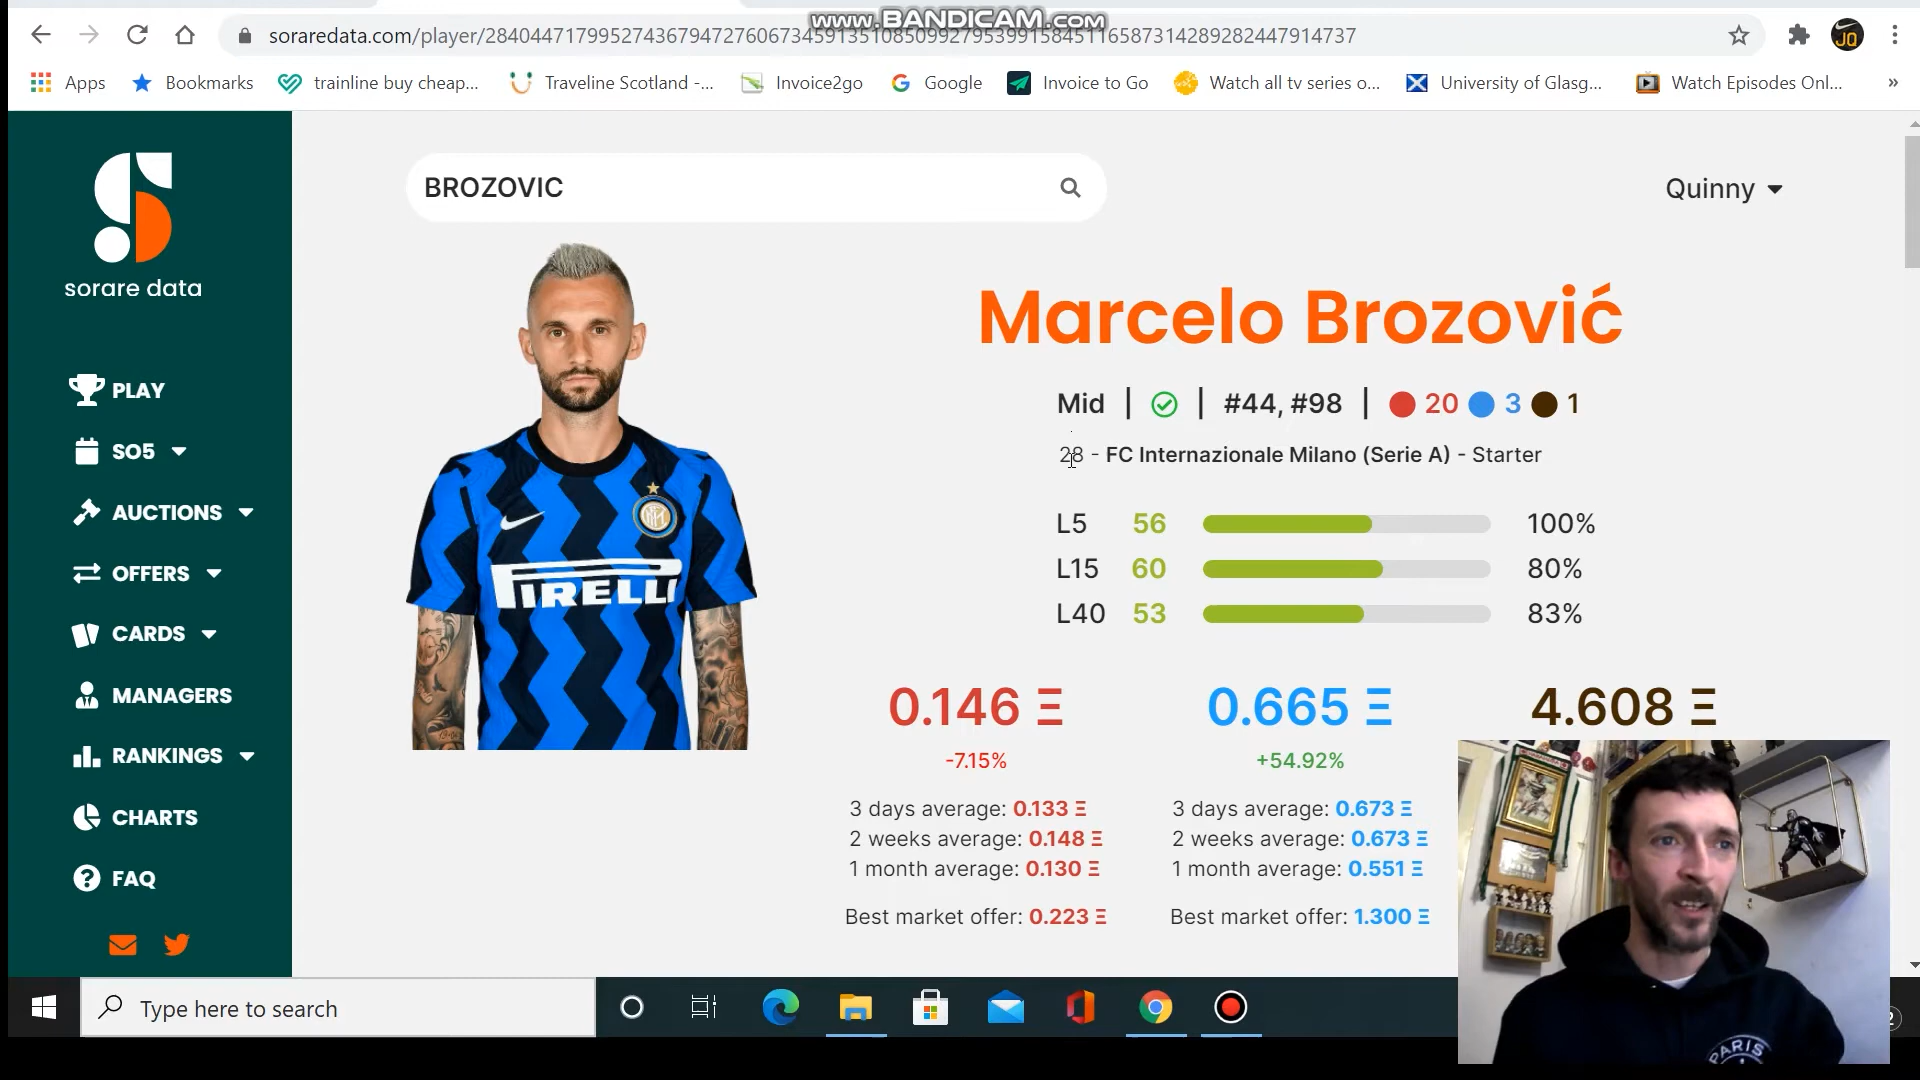 www.BANDICAM.com
soraredata.com/player/28404471799527436794727606734591351085099279539915845116587314289282447914737
JQ
Apps
Bookmarks
trainline buy cheap...
Traveline Scotland -...
Invoice2go
Google
Invoice to Go
Watch all tv series o...
University of Glasg...
Watch Episodes Onl...
»
sorare data
BROZOVIC
Quinny
Marcelo Brozović
Mid | | #44, #98 | 20 3 1
28 - FC Internazionale Milano (Serie A) - Starter
L5 56 100%
L15 60 80%
L40 53 83%
0.146 Ξ 0.665 Ξ 4.608 Ξ
-7.15% +54.92%
3 days average: 0.133 Ξ 3 days average: 0.673 Ξ
2 weeks average: 0.148 Ξ 2 weeks average: 0.673 Ξ
1 month average: 0.130 Ξ 1 month average: 0.551 Ξ
Best market offer: 0.223 Ξ Best market offer: 1.300 Ξ
PIRELLI
PLAY
SO5
AUCTIONS
OFFERS
CARDS
MANAGERS
RANKINGS
CHARTS
FAQ
Type here to search
PARIS
2